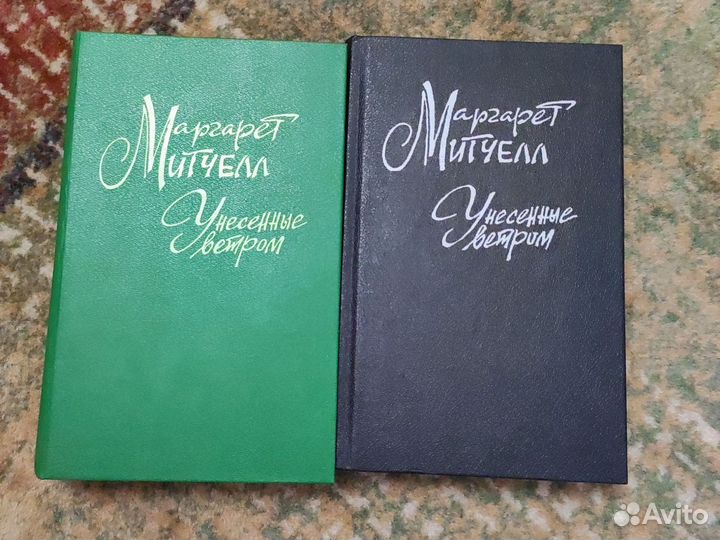 Маргарет
Митчелл
Унесенные
ветром
Маргарет
Митчелл
Унесенные
ветром
Avito